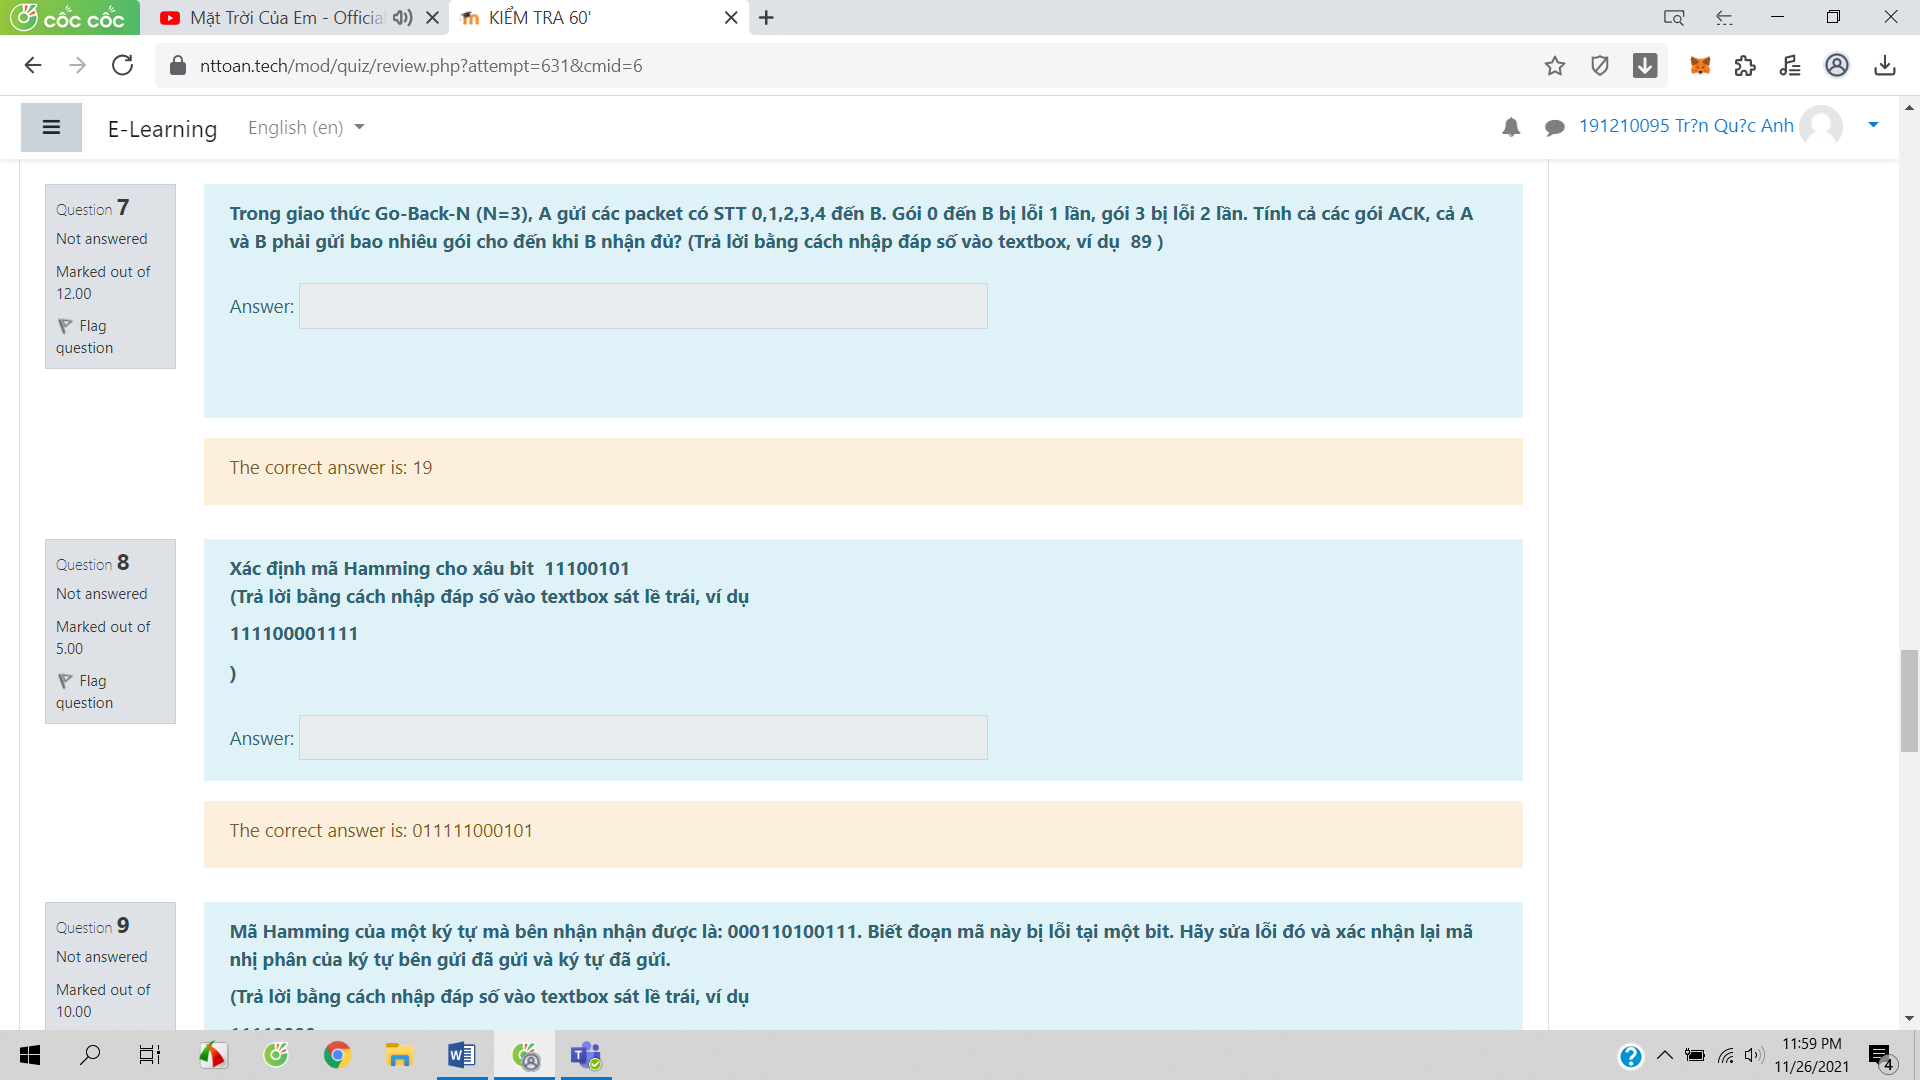 cốc cốc
Mặt Trời Của Em - Official
KIỂM TRA 60'
nttoan.tech/mod/quiz/review.php?attempt=631&cmid=6
E-Learning
English (en)
191210095 Tr?n Qu?c Anh
Question 7
Not answered
Marked out of
12.00
Flag
question
Trong giao thức Go-Back-N (N=3), A gửi các packet có STT 0,1,2,3,4 đến B. Gói 0 đến B bị lỗi 1 lần, gói 3 bị lỗi 2 lần. Tính cả các gói ACK, cả A
và B phải gửi bao nhiêu gói cho đến khi B nhận đủ? (Trả lời bằng cách nhập đáp số vào textbox, ví dụ  89 )
Answer:
The correct answer is: 19
Question 8
Not answered
Marked out of
5.00
Flag
question
Xác định mã Hamming cho xâu bit  11100101
(Trả lời bằng cách nhập đáp số vào textbox sát lề trái, ví dụ
111100001111
)
Answer:
The correct answer is: 011111000101
Question 9
Not answered
Marked out of
10.00
Mã Hamming của một ký tự mà bên nhận nhận được là: 000110100111. Biết đoạn mã này bị lỗi tại một bit. Hãy sửa lỗi đó và xác nhận lại mã
nhị phân của ký tự bên gửi đã gửi và ký tự đã gửi.
(Trả lời bằng cách nhập đáp số vào textbox sát lề trái, ví dụ
11:59 PM
11/26/2021
4